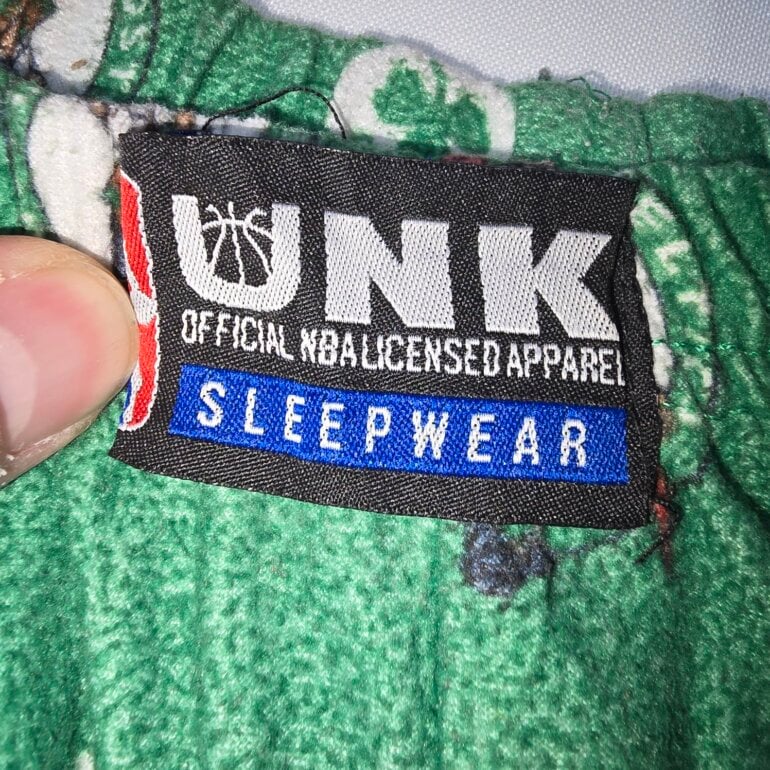 UNK
OFFICIAL NBA LICENSED APPAREL
SLEEPWEAR